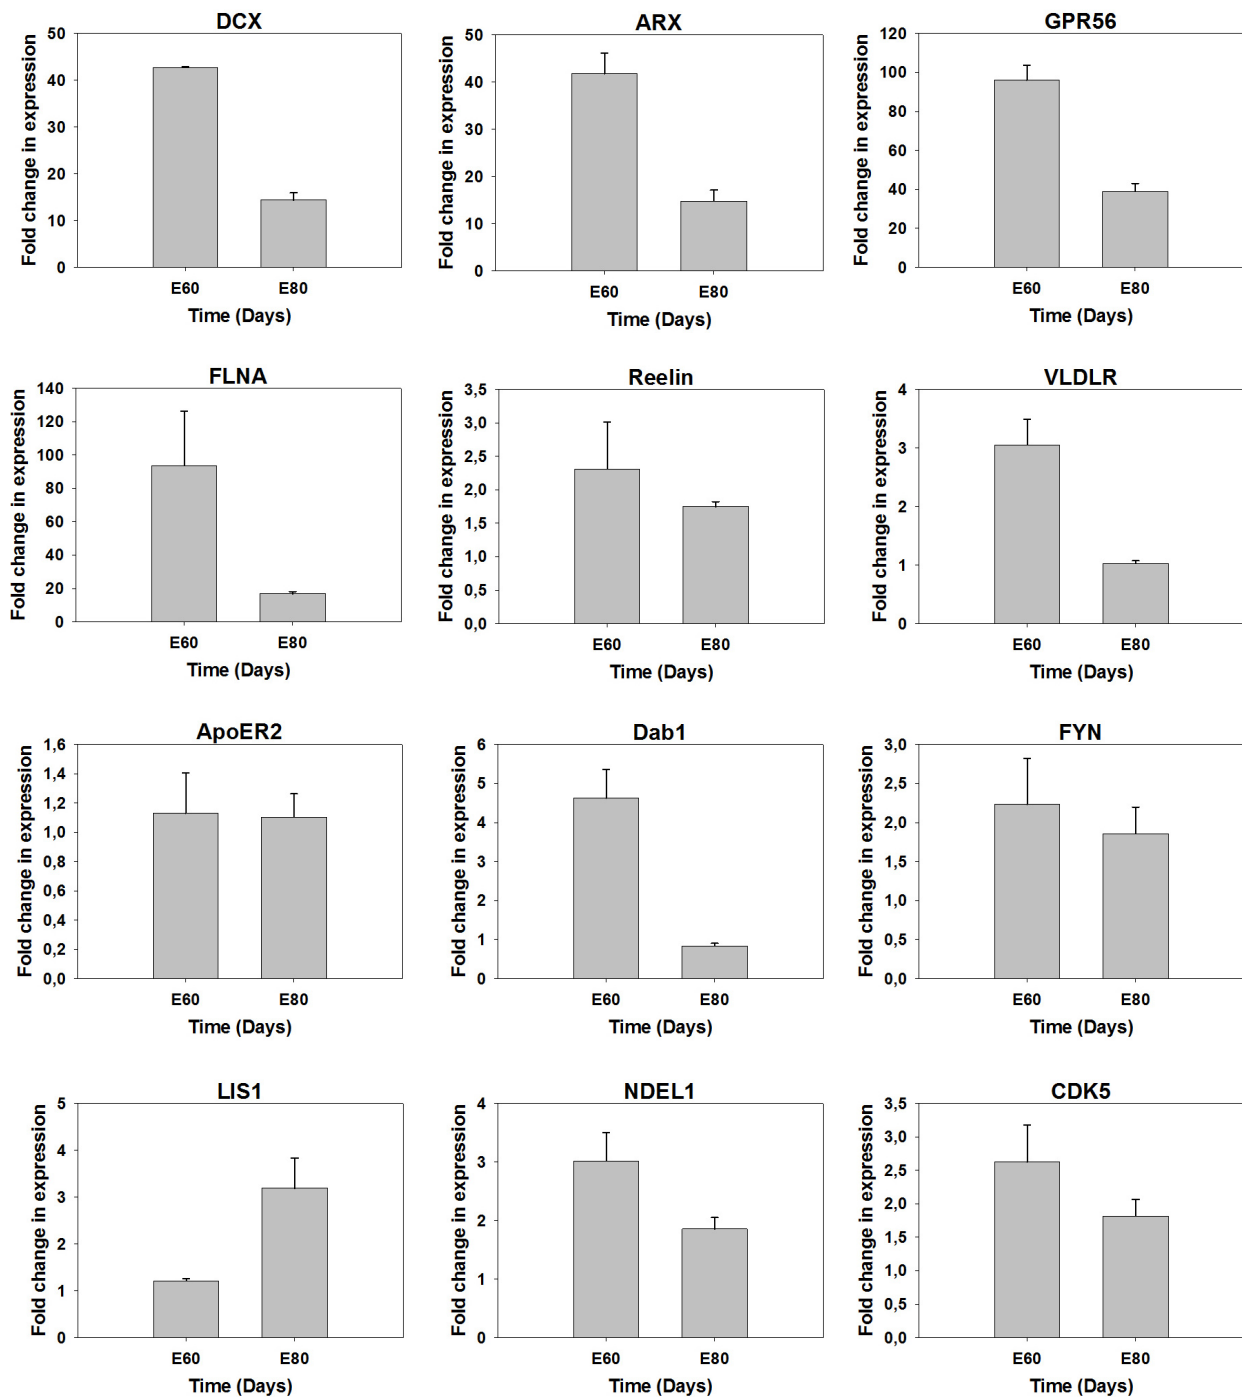 DCX
Fold change in expression
50
40
30
20
10
0
E60 E80
Time (Days)
ARX
Fold change in expression
50
40
30
20
10
0
E60 E80
Time (Days)
GPR56
Fold change in expression
120
100
80
60
40
20
0
E60 E80
Time (Days)
FLNA
Fold change in expression
140
120
100
80
60
40
20
0
E60 E80
Time (Days)
Reelin
Fold change in expression
3,5
3,0
2,5
2,0
1,5
1,0
0,5
0,0
E60 E80
Time (Days)
VLDLR
Fold change in expression
4
3
2
1
0
E60 E80
Time (Days)
ApoER2
Fold change in expression
1,6
1,4
1,2
1,0
0,8
0,6
0,4
0,2
0,0
E60 E80
Time (Days)
Dab1
Fold change in expression
6
5
4
3
2
1
0
E60 E80
Time (Days)
FYN
Fold change in expression
3,0
2,5
2,0
1,5
1,0
0,5
0,0
E60 E80
Time (Days)
LIS1
Fold change in expression
5
4
3
2
1
0
E60 E80
Time (Days)
NDEL1
Fold change in expression
4
3
2
1
0
E60 E80
Time (Days)
CDK5
Fold change in expression
3,5
3,0
2,5
2,0
1,5
1,0
0,5
0,0
E60 E80
Time (Days)